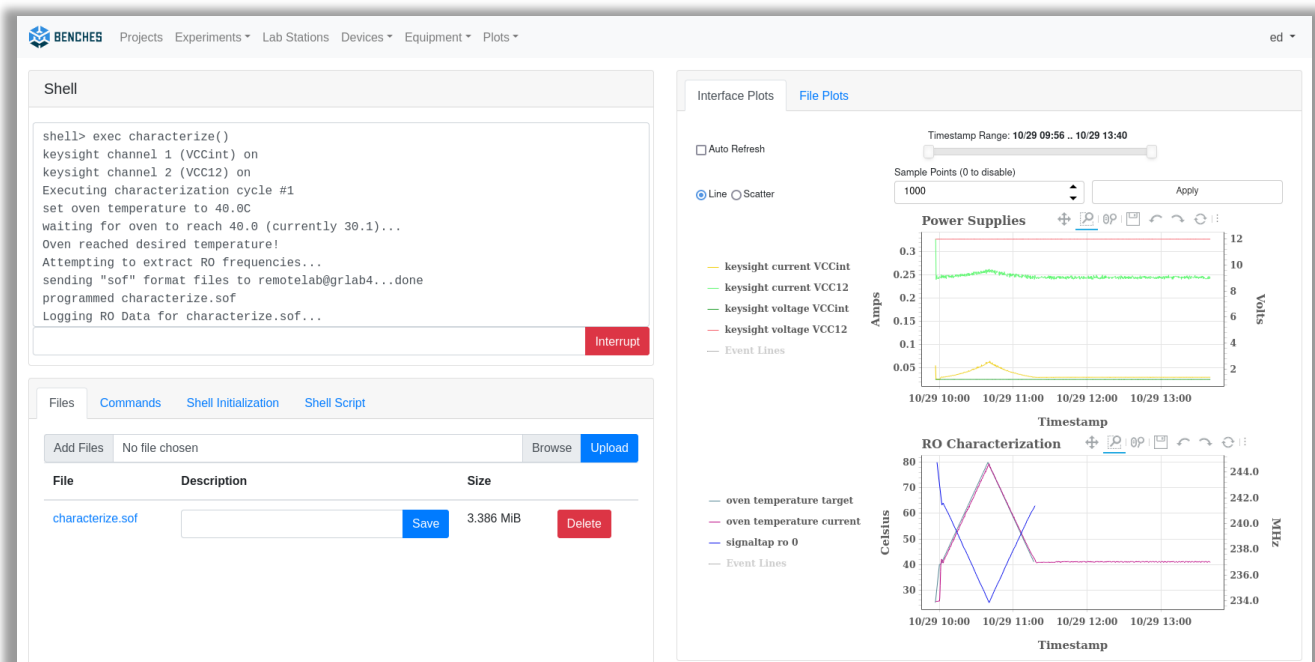 BENCHES Projects Experiments Lab Stations Devices Equipment Plots ed
Shell
shell> exec characterize()
keysight channel 1 (VCCint) on
keysight channel 2 (VCC12) on
Executing characterization cycle #1
set oven temperature to 40.0C
waiting for oven to reach 40.0 (currently 30.1)...
Oven reached desired temperature!
Attempting to extract RO frequencies...
sending "sof" format files to remotelab@grlab4...done
programmed characterize.sof
Logging RO Data for characterize.sof...
Interrupt
Files Commands Shell Initialization Shell Script
Add Files No file chosen Browse Upload
File Description Size
characterize.sof Save 3.386 MiB Delete
Interface Plots File Plots
Timestamp Range: 10/29 09:56 .. 10/29 13:40
Auto Refresh
Sample Points (0 to disable)
Line Scatter 1000 Apply
Power Supplies
keysight current VCCint
keysight current VCC12
keysight voltage VCCint
keysight voltage VCC12
Event Lines
Amps
0.3
0.25
0.2
0.15
0.1
0.05
12
10
8
6
4
2
Volts
10/29 10:00 10/29 11:00 10/29 12:00 10/29 13:00
Timestamp
RO Characterization
oven temperature target
oven temperature current
signaltap ro 0
Event Lines
Celsius
80
70
60
50
40
30
244.0
242.0
240.0
238.0
236.0
234.0
MHz
10/29 10:00 10/29 11:00 10/29 12:00 10/29 13:00
Timestamp